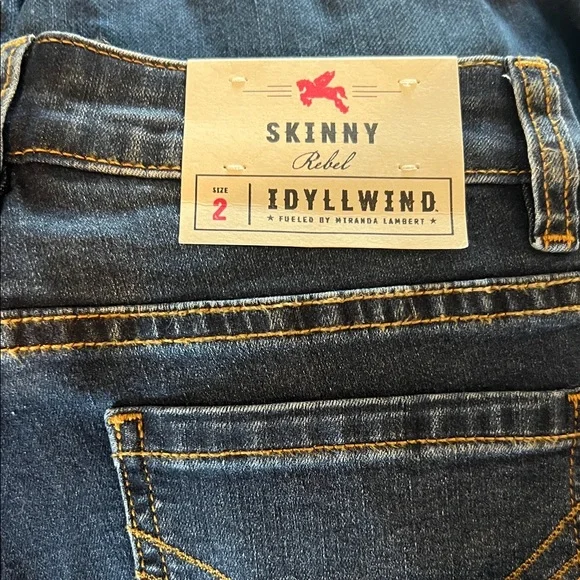 SKINNY
Rebel
SIZE
2
IDYLLWIND
★ FUELED BY MIRANDA LAMBERT ★